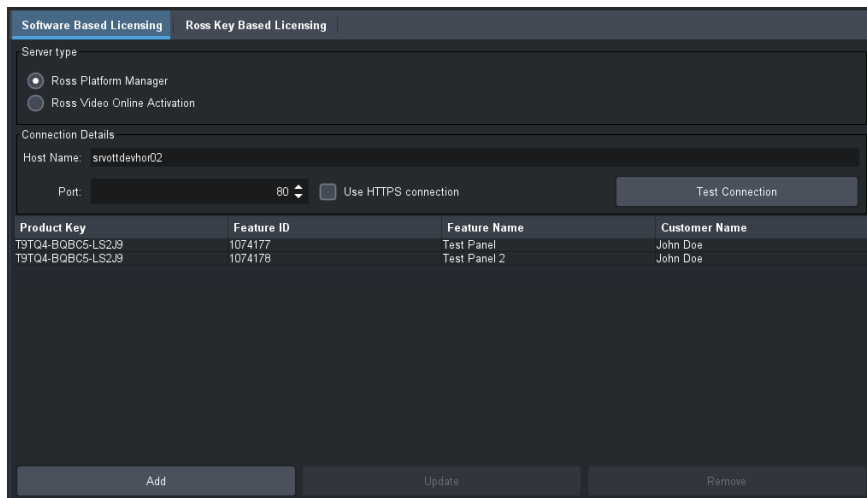 Software Based Licensing Ross Key Based Licensing
Server type
Ross Platform Manager
Ross Video Online Activation
Connection Details
Host Name: srvottdevhor02
Port: 80 Use HTTPS connection Test Connection
Product Key Feature ID Feature Name Customer Name
T9TQ4-BQBC5-LS2J9 1074177 Test Panel John Doe
T9TQ4-BQBC5-LS2J9 1074178 Test Panel 2 John Doe
Add Update Remove